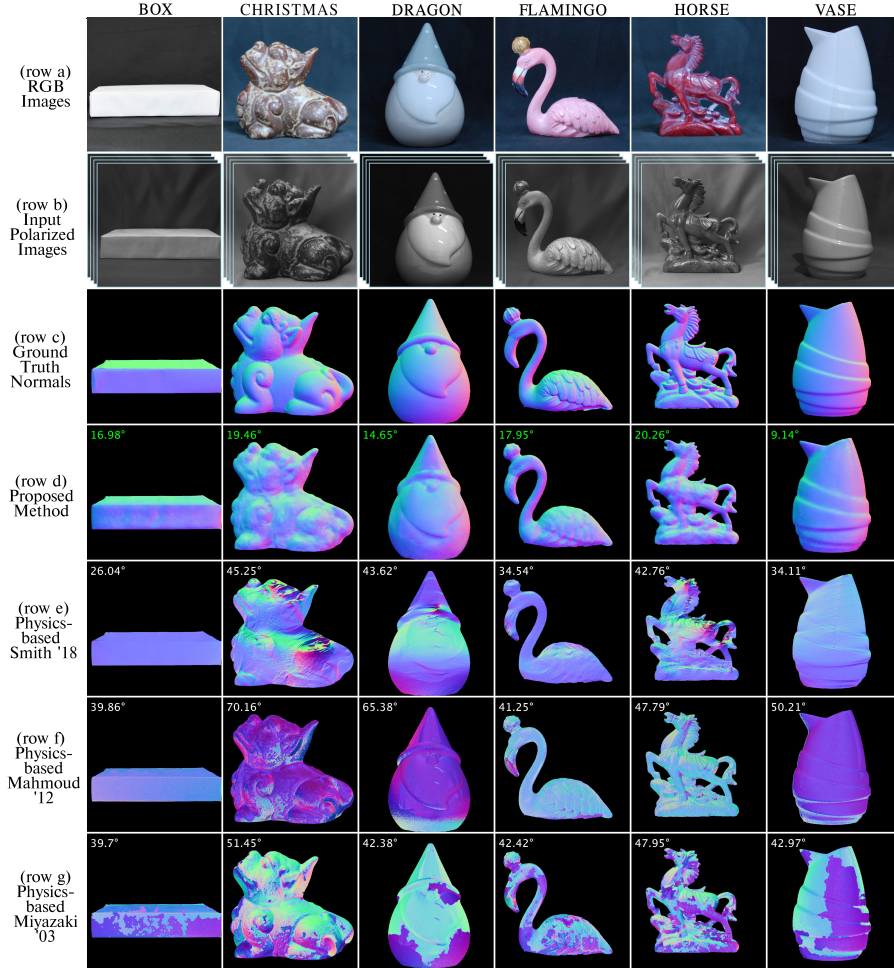 BOX CHRISTMAS DRAGON FLAMINGO HORSE VASE
(row a)
RGB
Images
(row b)
Input
Polarized
Images
(row c)
Ground
Truth
Normals
(row d)
Proposed
Method
16.98° 19.46° 14.65° 17.95° 20.26° 9.14°
(row e)
Physics-
based
Smith '18
26.04° 45.25° 43.62° 34.54° 42.76° 34.11°
(row f)
Physics-
based
Mahmoud
'12
39.86° 70.16° 65.38° 41.25° 47.79° 50.21°
(row g)
Physics-
based
Miyazaki
'03
39.7° 51.45° 42.38° 42.42° 47.95° 42.97°